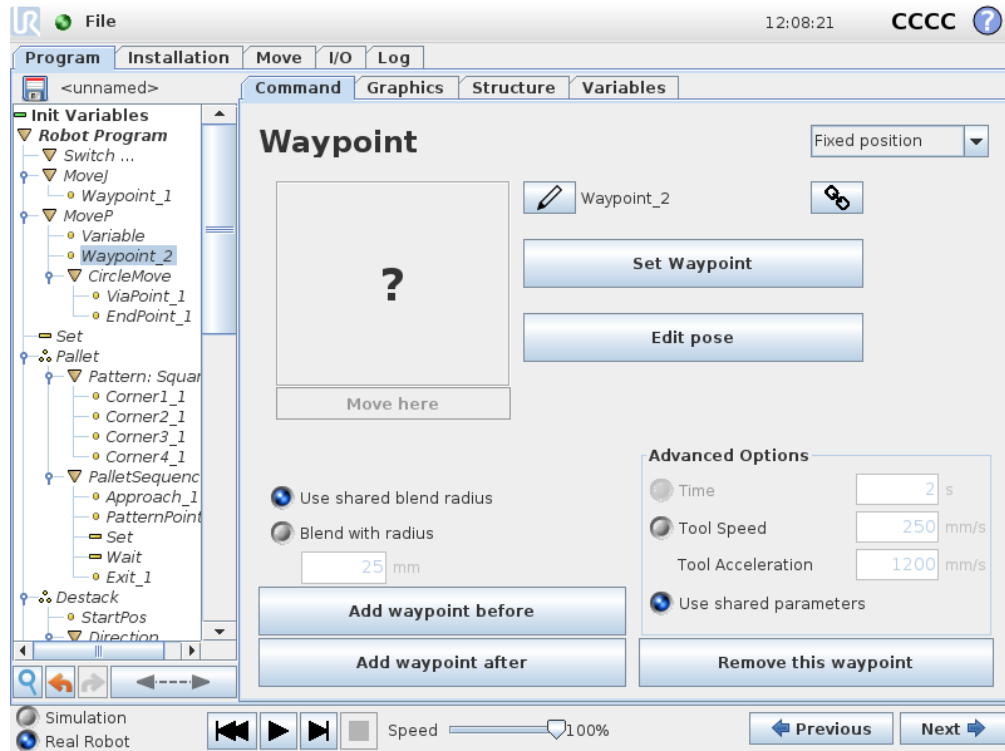 UR File 12:08:21 CCCC ?
Program Installation Move I/O Log
<unnamed> Command Graphics Structure Variables
Init Variables
Robot Program
Switch ...
MoveJ
Waypoint_1
MoveP
Variable
Waypoint_2
CircleMove
ViaPoint_1
EndPoint_1
Set
Pallet
Pattern: Squar
Corner1_1
Corner2_1
Corner3_1
Corner4_1
PalletSequenc
Approach_1
PatternPoint
Set
Wait
Exit_1
Destack
StartPos
Direction
Waypoint
Fixed position
?
Waypoint_2
Set Waypoint
Edit pose
Move here
Use shared blend radius
Blend with radius
25 mm
Advanced Options
Time 2 s
Tool Speed 250 mm/s
Tool Acceleration 1200 mm/s
Use shared parameters
Add waypoint before
Add waypoint after
Remove this waypoint
Simulation
Real Robot
Speed 100%
Previous Next